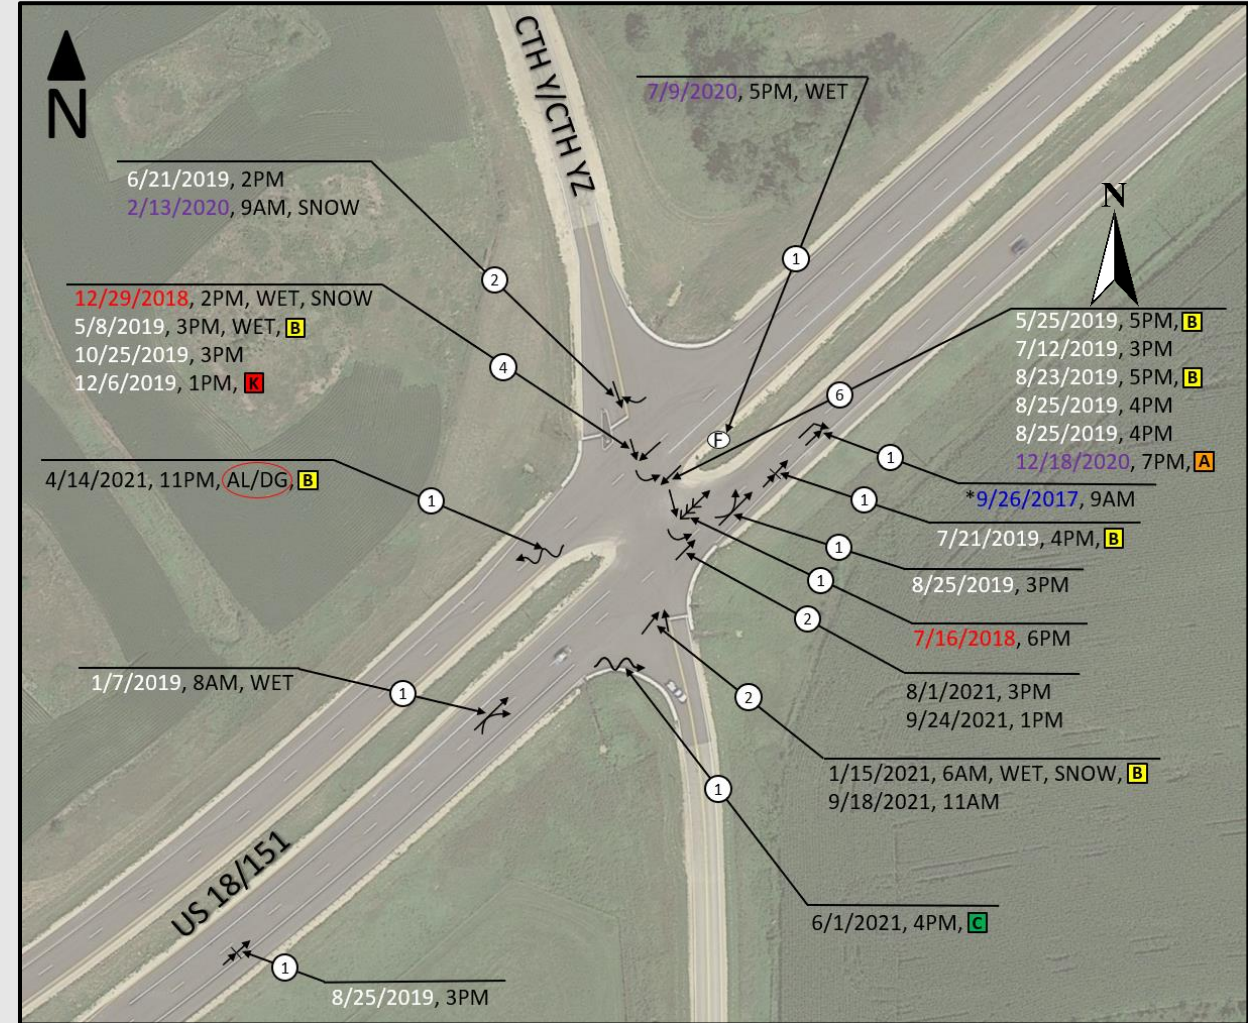 N
CTH Y/CTH YZ
7/9/2020, 5PM, WET
1
6/21/2019, 2PM
2/13/2020, 9AM, SNOW
2
N
12/29/2018, 2PM, WET, SNOW
5/8/2019, 3PM, WET, B
10/25/2019, 3PM
12/6/2019, 1PM, K
4
5/25/2019, 5PM, B
7/12/2019, 3PM
8/23/2019, 5PM, B
8/25/2019, 4PM
8/25/2019, 4PM
12/18/2020, 7PM, A
6
F
4/14/2021, 11PM, AL/DG, B
1
1
*9/26/2017, 9AM
1
7/21/2019, 4PM, B
1
8/25/2019, 3PM
1
7/16/2018, 6PM
2
8/1/2021, 3PM
9/24/2021, 1PM
1/7/2019, 8AM, WET
1
2
1/15/2021, 6AM, WET, SNOW, B
9/18/2021, 11AM
1
6/1/2021, 4PM, C
US 18/151
1
8/25/2019, 3PM